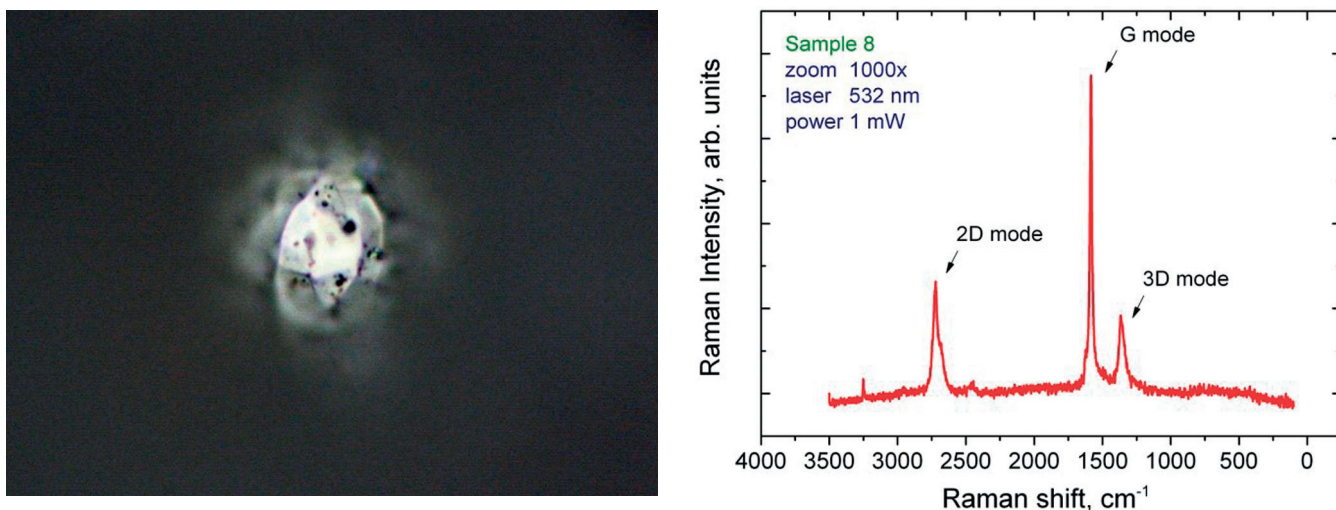 Sample 8
zoom 1000x
laser 532 nm
power 1 mW
G mode
2D mode
3D mode
Raman Intensity, arb. units
4000 3500 3000 2500 2000 1500 1000 500 0
Raman shift, cm⁻¹